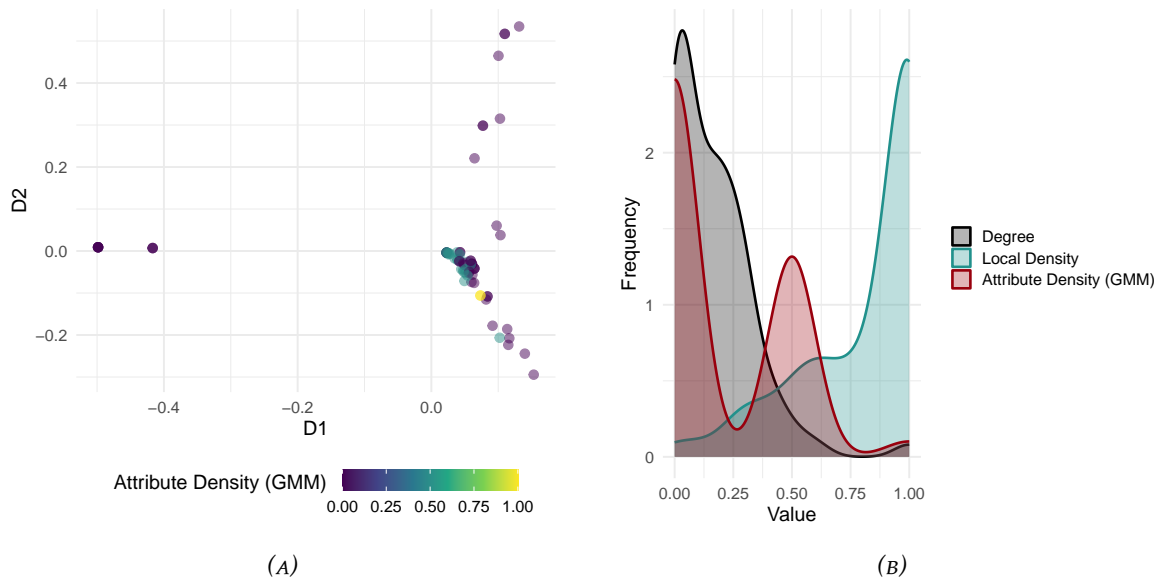 D2
0.4
0.2
0.0
−0.2
−0.4
−0.2
0.0
D1
Attribute Density (GMM)
0.00
0.25
0.50
0.75
1.00
(A)
Frequency
2
1
0
0.00
0.25
0.50
0.75
1.00
Value
Degree
Local Density
Attribute Density (GMM)
(B)